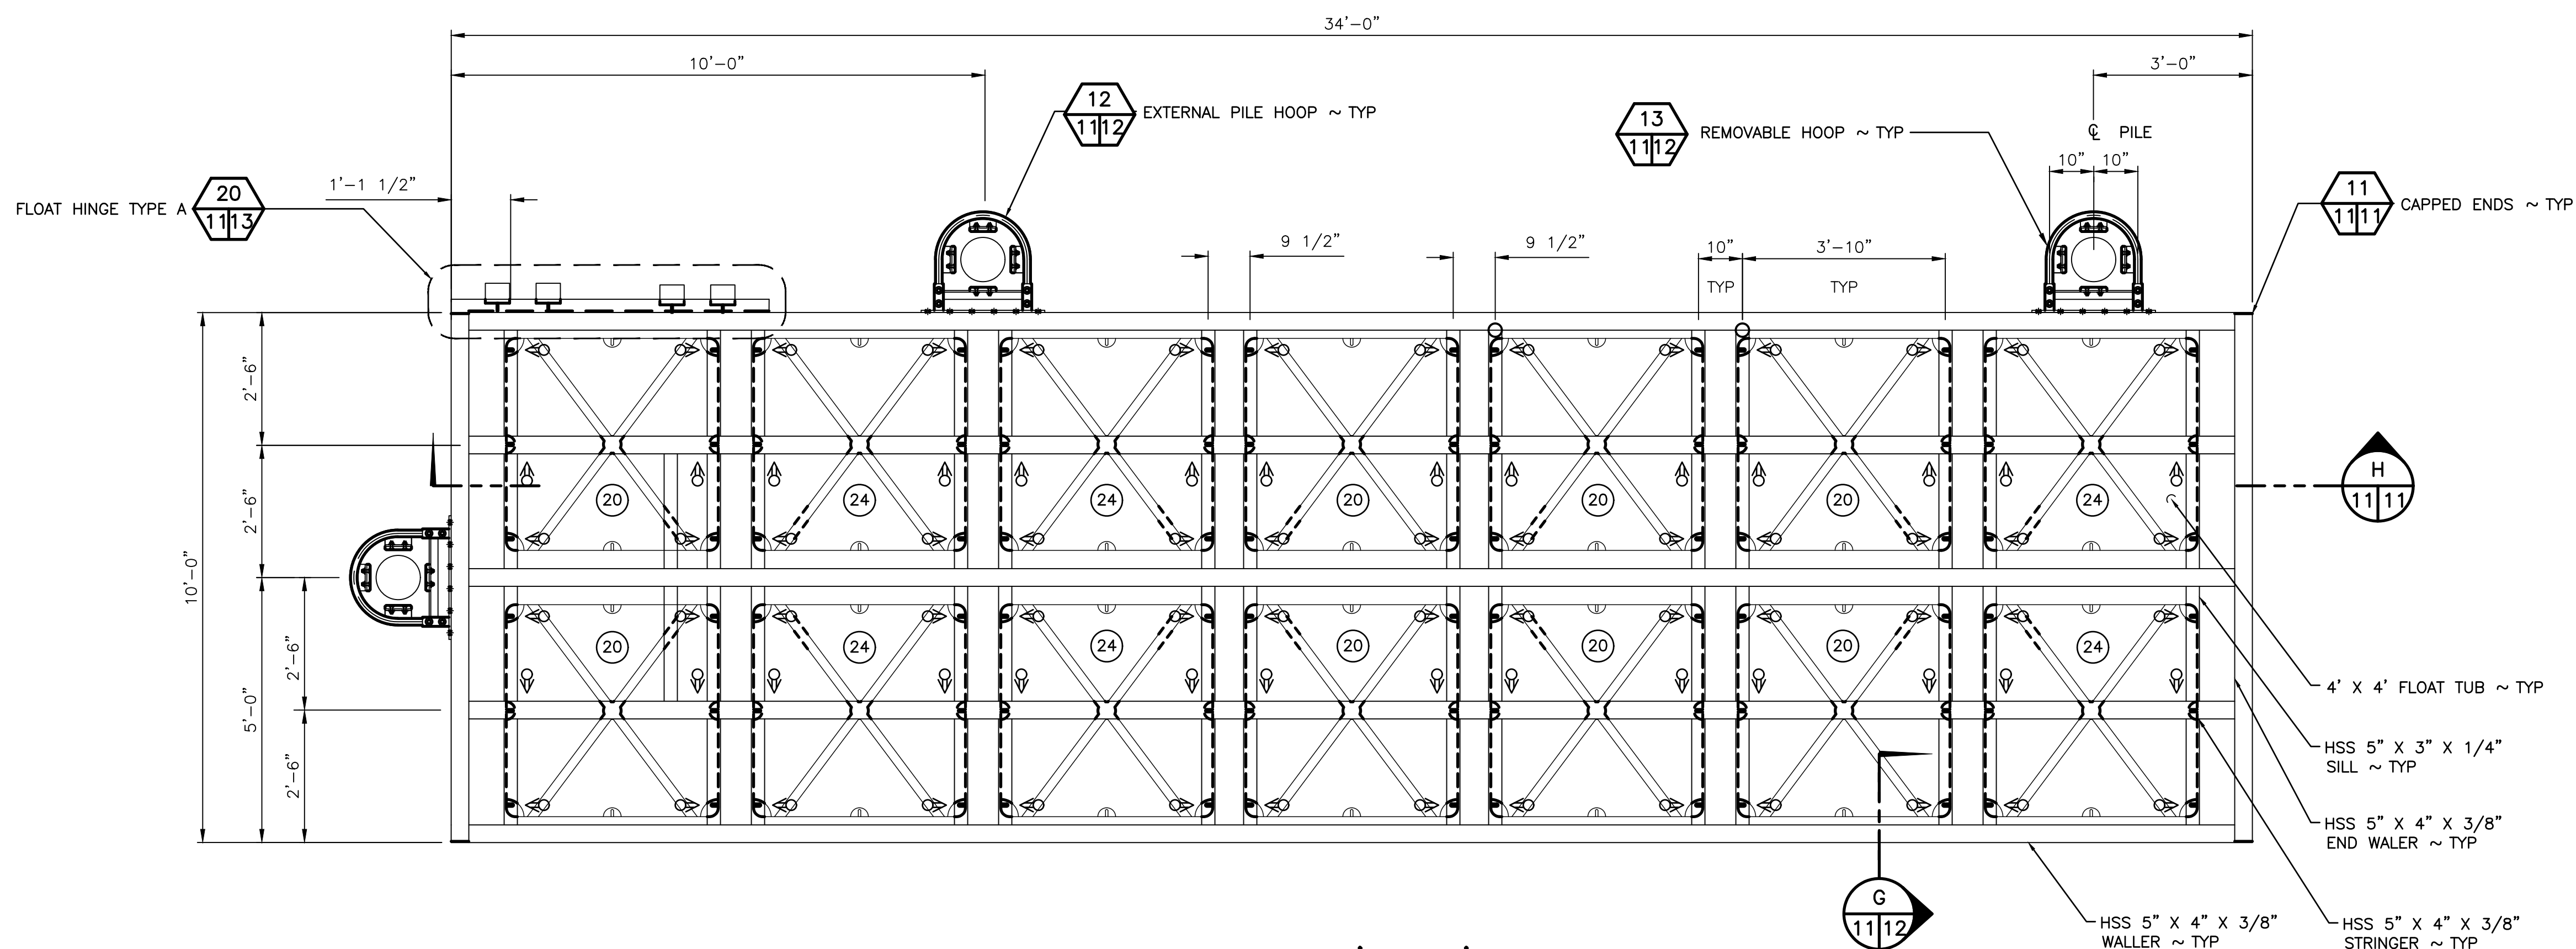 34'-0"
10'-0"
3'-0"
12
11 12
EXTERNAL PILE HOOP ~ TYP
13
11 12
REMOVABLE HOOP ~ TYP
℄ PILE
10" 10"
1'-1 1/2"
FLOAT HINGE TYPE A
20
11 13
11
11 11
CAPPED ENDS ~ TYP
9 1/2"
9 1/2"
10"
TYP
3'-10"
TYP
2'-6"
2'-6"
10'-0"
5'-0"
2'-6"
2'-6"
20 24 24 20 20 20 24
H
11 11
20 24 24 20 20 20 24
4' X 4' FLOAT TUB ~ TYP
HSS 5" X 3" X 1/4"
SILL ~ TYP
HSS 5" X 4" X 3/8"
END WALER ~ TYP
G
11 12
HSS 5" X 4" X 3/8"
WALLER ~ TYP
HSS 5" X 4" X 3/8"
STRINGER ~ TYP